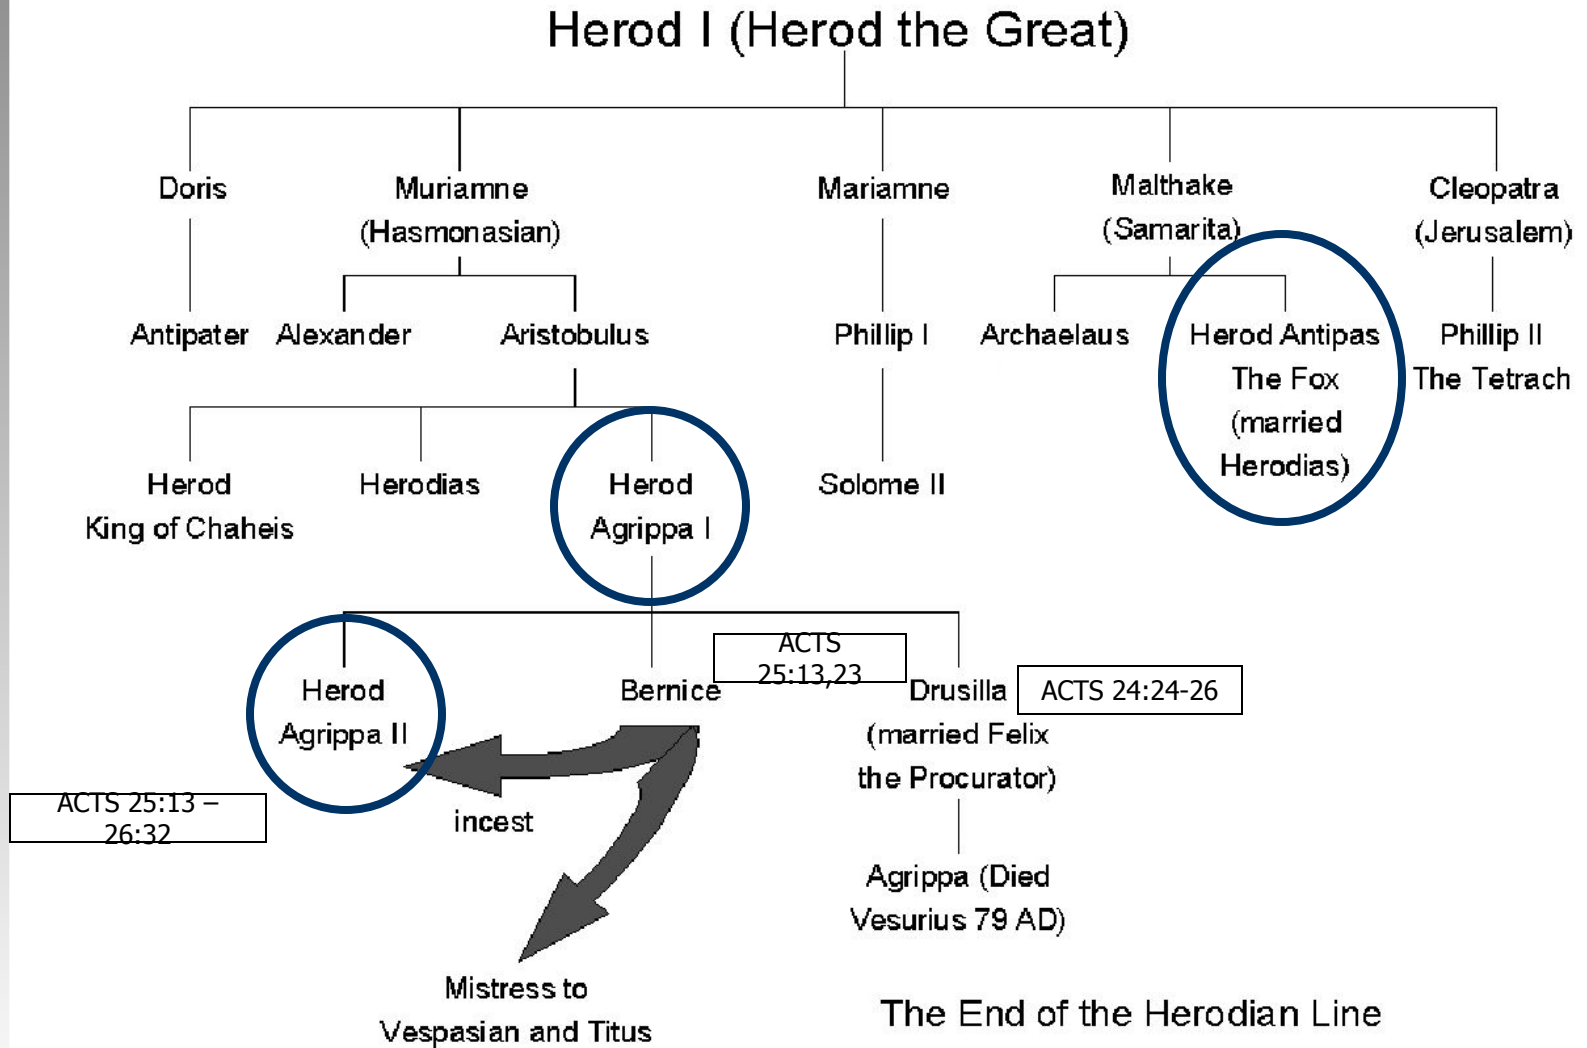 Herod I (Herod the Great)
Doris
Muriamne
(Hasmonasian)
Mariamne
Malthake
(Samarita)
Cleopatra
(Jerusalem)
Antipater
Alexander
Aristobulus
Phillip I
Archaelaus
Herod Antipas
The Fox
(married
Herodias)
Phillip II
The Tetrach
Herod
King of Chaheis
Herodias
Herod
Agrippa I
Solome II
Herod
Agrippa II
Bernice
ACTS
25:13,23
Drusilla
(married Felix
the Procurator)
ACTS 24:24-26
ACTS 25:13 –
26:32
incest
Agrippa (Died
Vesurius 79 AD)
Mistress to
Vespasian and Titus
The End of the Herodian Line